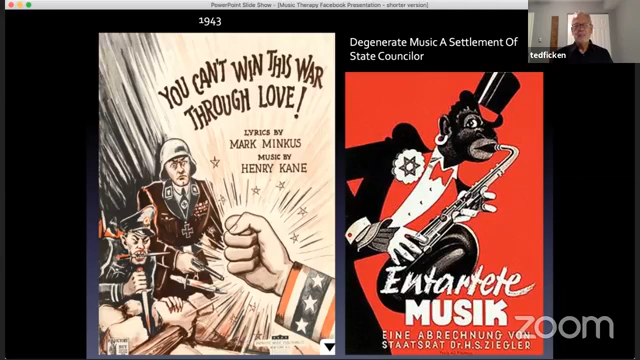 PowerPoint Slide Show - [Music Therapy Facebook Presentation - shorter version]
1943
YOU CAN'T WIN THIS WAR
THROUGH LOVE!
LYRICS BY
MARK MINKUS
MUSIC BY
HENRY KANE
Degenerate Music A Settlement Of
State Councilor
Entartete
MUSIK
EINE ABRECHNUNG VON
STAATSRAT Dr. H.S. ZIEGLER
tedficken
zoom